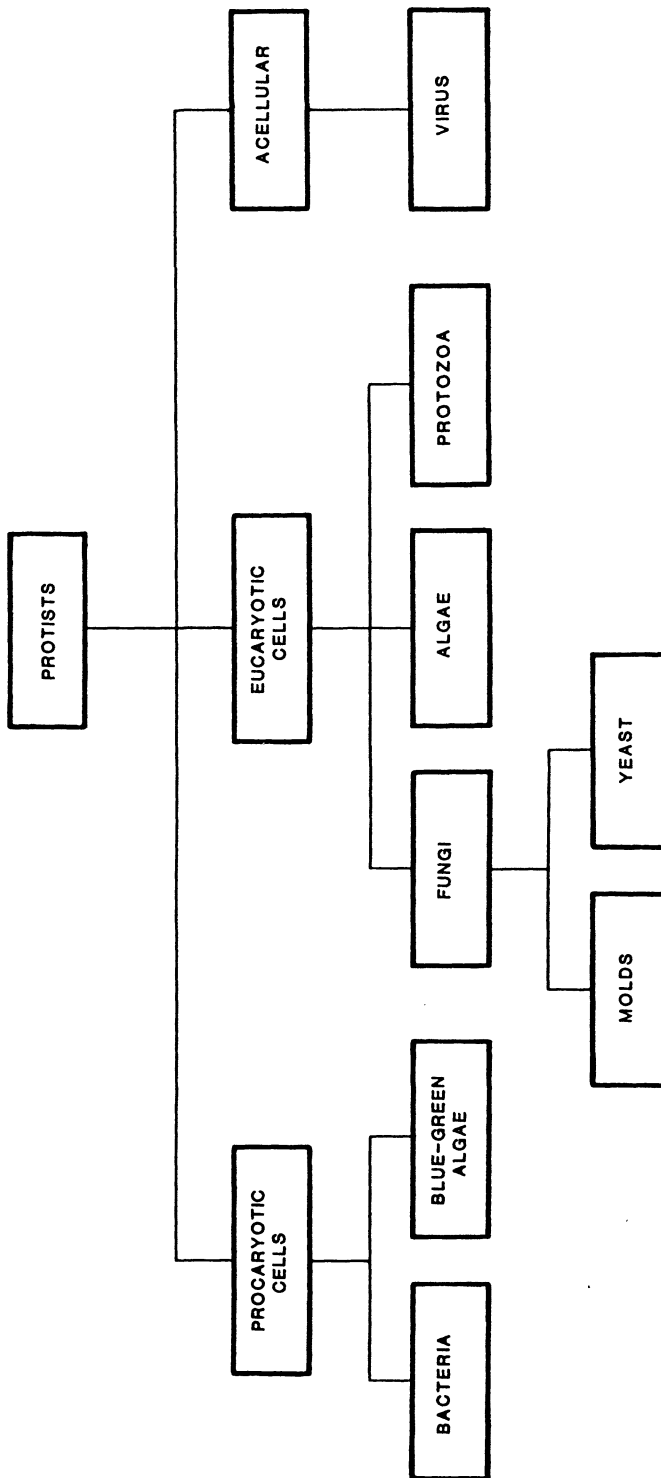 PROTISTS
PROCARYOTIC
CELLS
EUCARYOTIC
CELLS
ACELLULAR
BACTERIA
BLUE-GREEN
ALGAE
FUNGI
ALGAE
PROTOZOA
VIRUS
MOLDS
YEAST